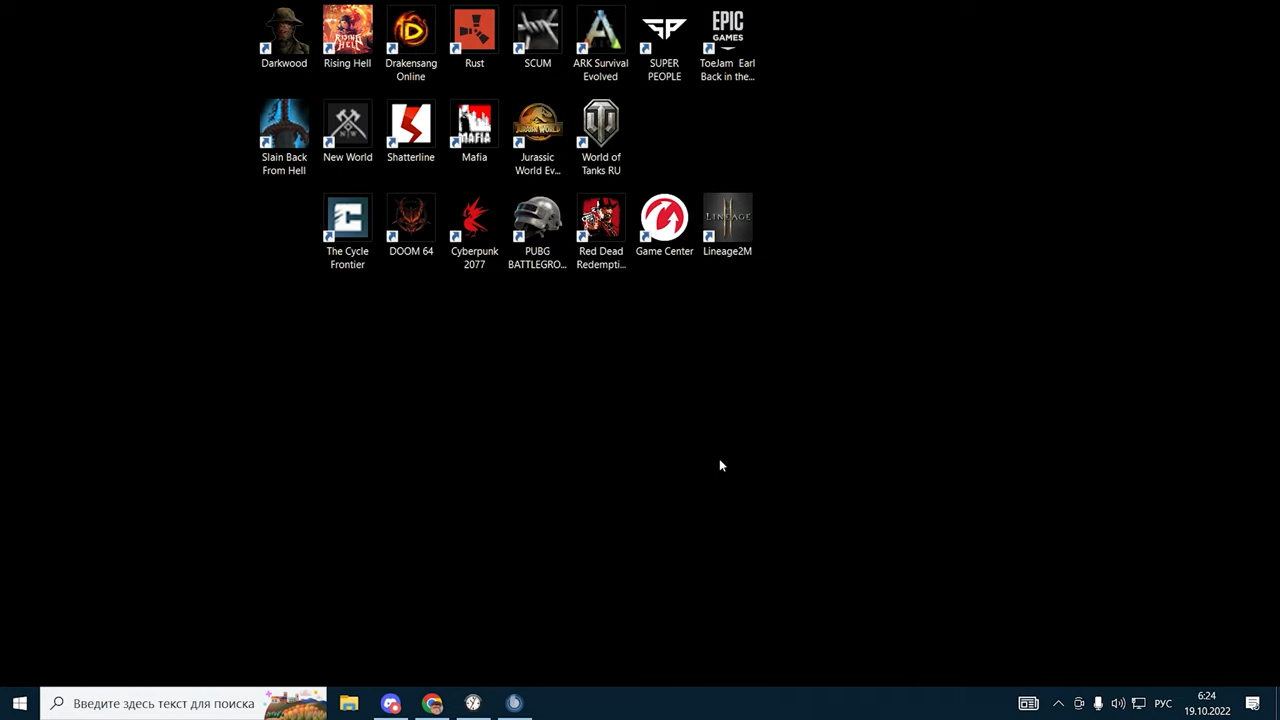 EPIC
GAMES
Darkwood
Rising Hell
Drakensang
Online
Rust
SCUM
ARK Survival
Evolved
SUPER
PEOPLE
ToeJam Earl
Back in the...
MAFIA
JURASSIC WORLD
Slain Back
From Hell
New World
Shatterline
Mafia
Jurassic
World Ev...
World of
Tanks RU
LINEAGE
The Cycle
Frontier
DOOM 64
Cyberpunk
2077
PUBG
BATTLEGRO...
Red Dead
Redempti...
Game Center
Lineage2M
Введите здесь текст для поиска
РУС
6:24
19.10.2022